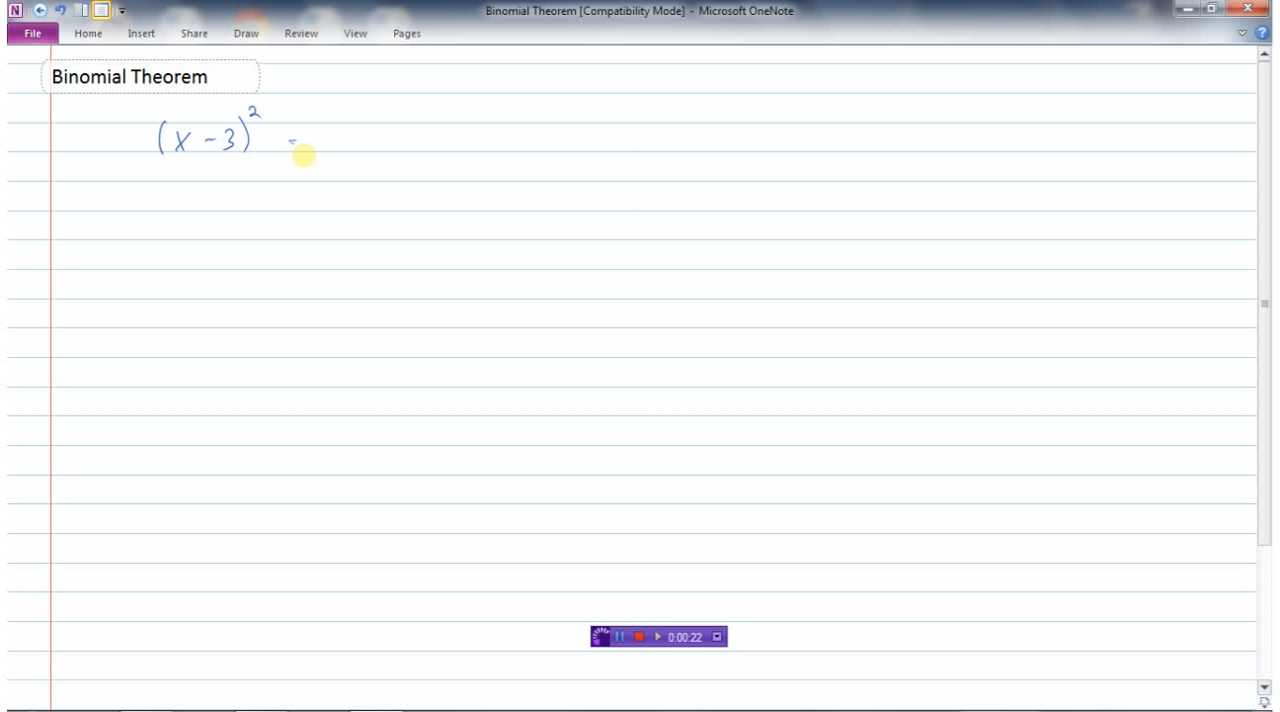 Binomial Theorem [Compatibility Mode] - Microsoft OneNote
File Home Insert Share Draw Review View Pages
Binomial Theorem
(x - 3)² =
0:00:22